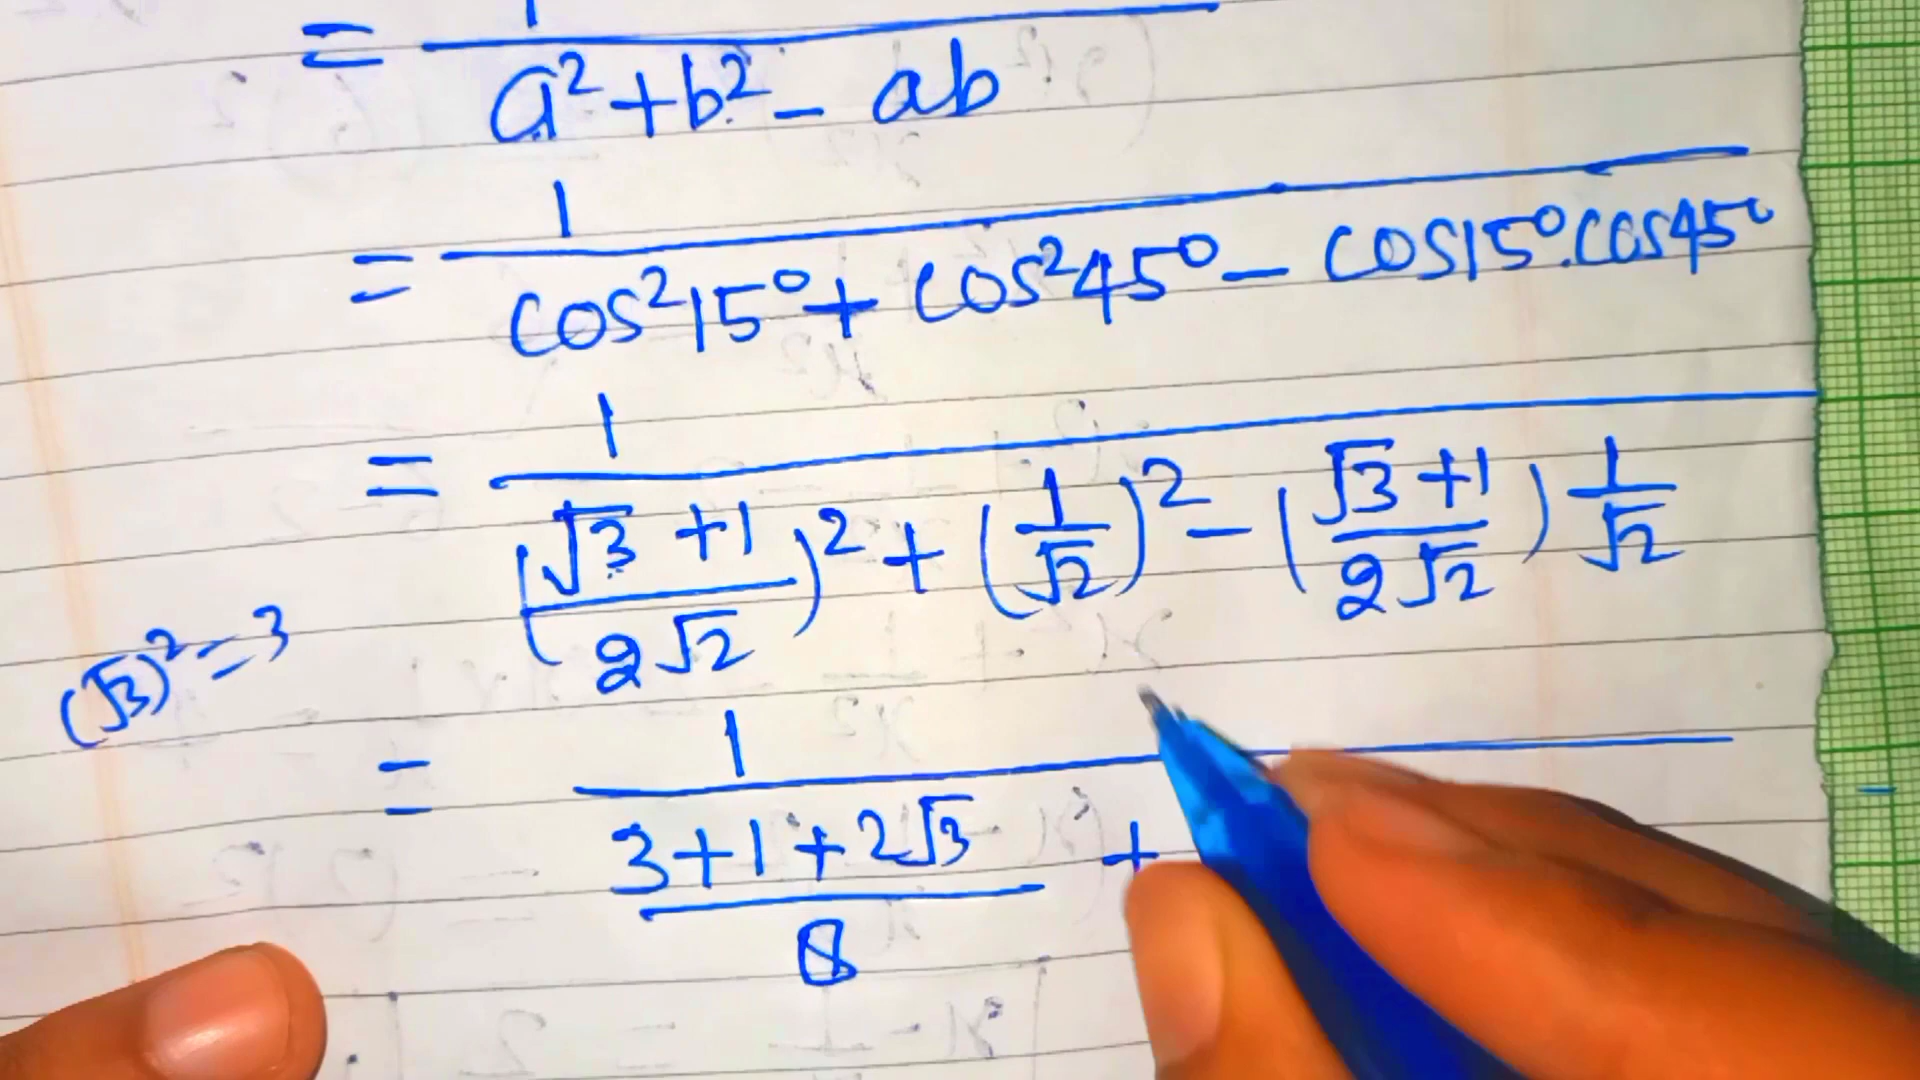 = 1 / (a² + b² - ab)
= 1 / (cos²15° + cos²45° - cos15°.cos45°)
= 1 / (((√3 + 1) / (2√2))² + (1/√2)² - ((√3 + 1) / (2√2)) 1/√2)
(√3)² = 3
= 1 / ((3 + 1 + 2√3) / 8 +